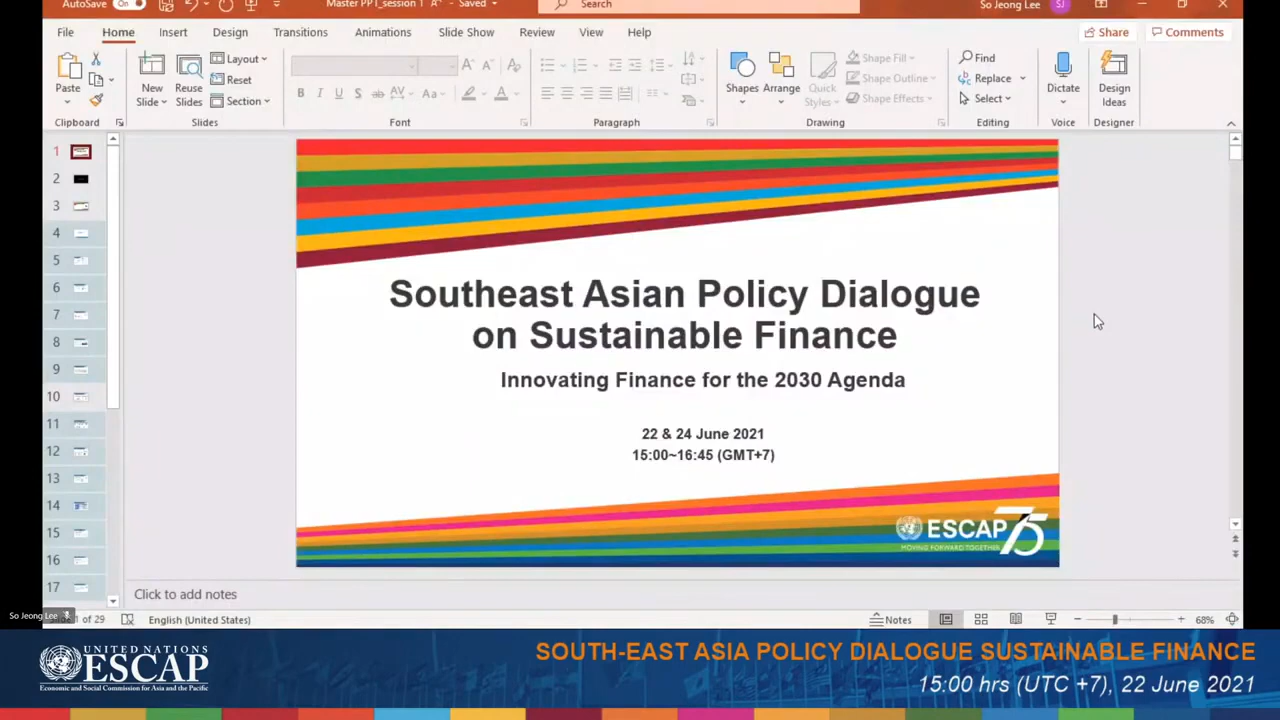 AutoSave On Master PPT_session 1 Saved Search So Jeong Lee SJ
File Home Insert Design Transitions Animations Slide Show Review View Help Share Comments
Paste New Slide Reuse Slides Layout Reset Section
Shapes Arrange Quick Styles Shape Fill Shape Outline Shape Effects
Find Replace Select Dictate Design Ideas
Clipboard Slides Font Paragraph Drawing Editing Voice Designer
1
2
3
4
5
6
7
8
9
10
11
12
13
14
15
16
17
Southeast Asian Policy Dialogue
on Sustainable Finance
Innovating Finance for the 2030 Agenda
22 & 24 June 2021
15:00~16:45 (GMT+7)
ESCAP 75
MOVING FORWARD TOGETHER
Click to add notes
So Jeong Lee
of 29 English (United States) Notes 68%
UNITED NATIONS
ESCAP
Economic and Social Commission for Asia and the Pacific
SOUTH-EAST ASIA POLICY DIALOGUE SUSTAINABLE FINANCE
15:00 hrs (UTC +7), 22 June 2021